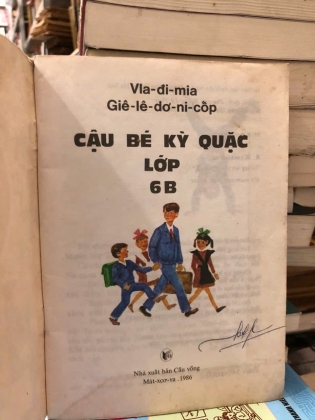 Vla-đi-mia
Giê-lê-dơ-ni-cốp
CẬU BÉ KỲ QUẶC
LỚP
6B
Nhà xuất bản Cầu vồng
Mát-xcơ-va .1986